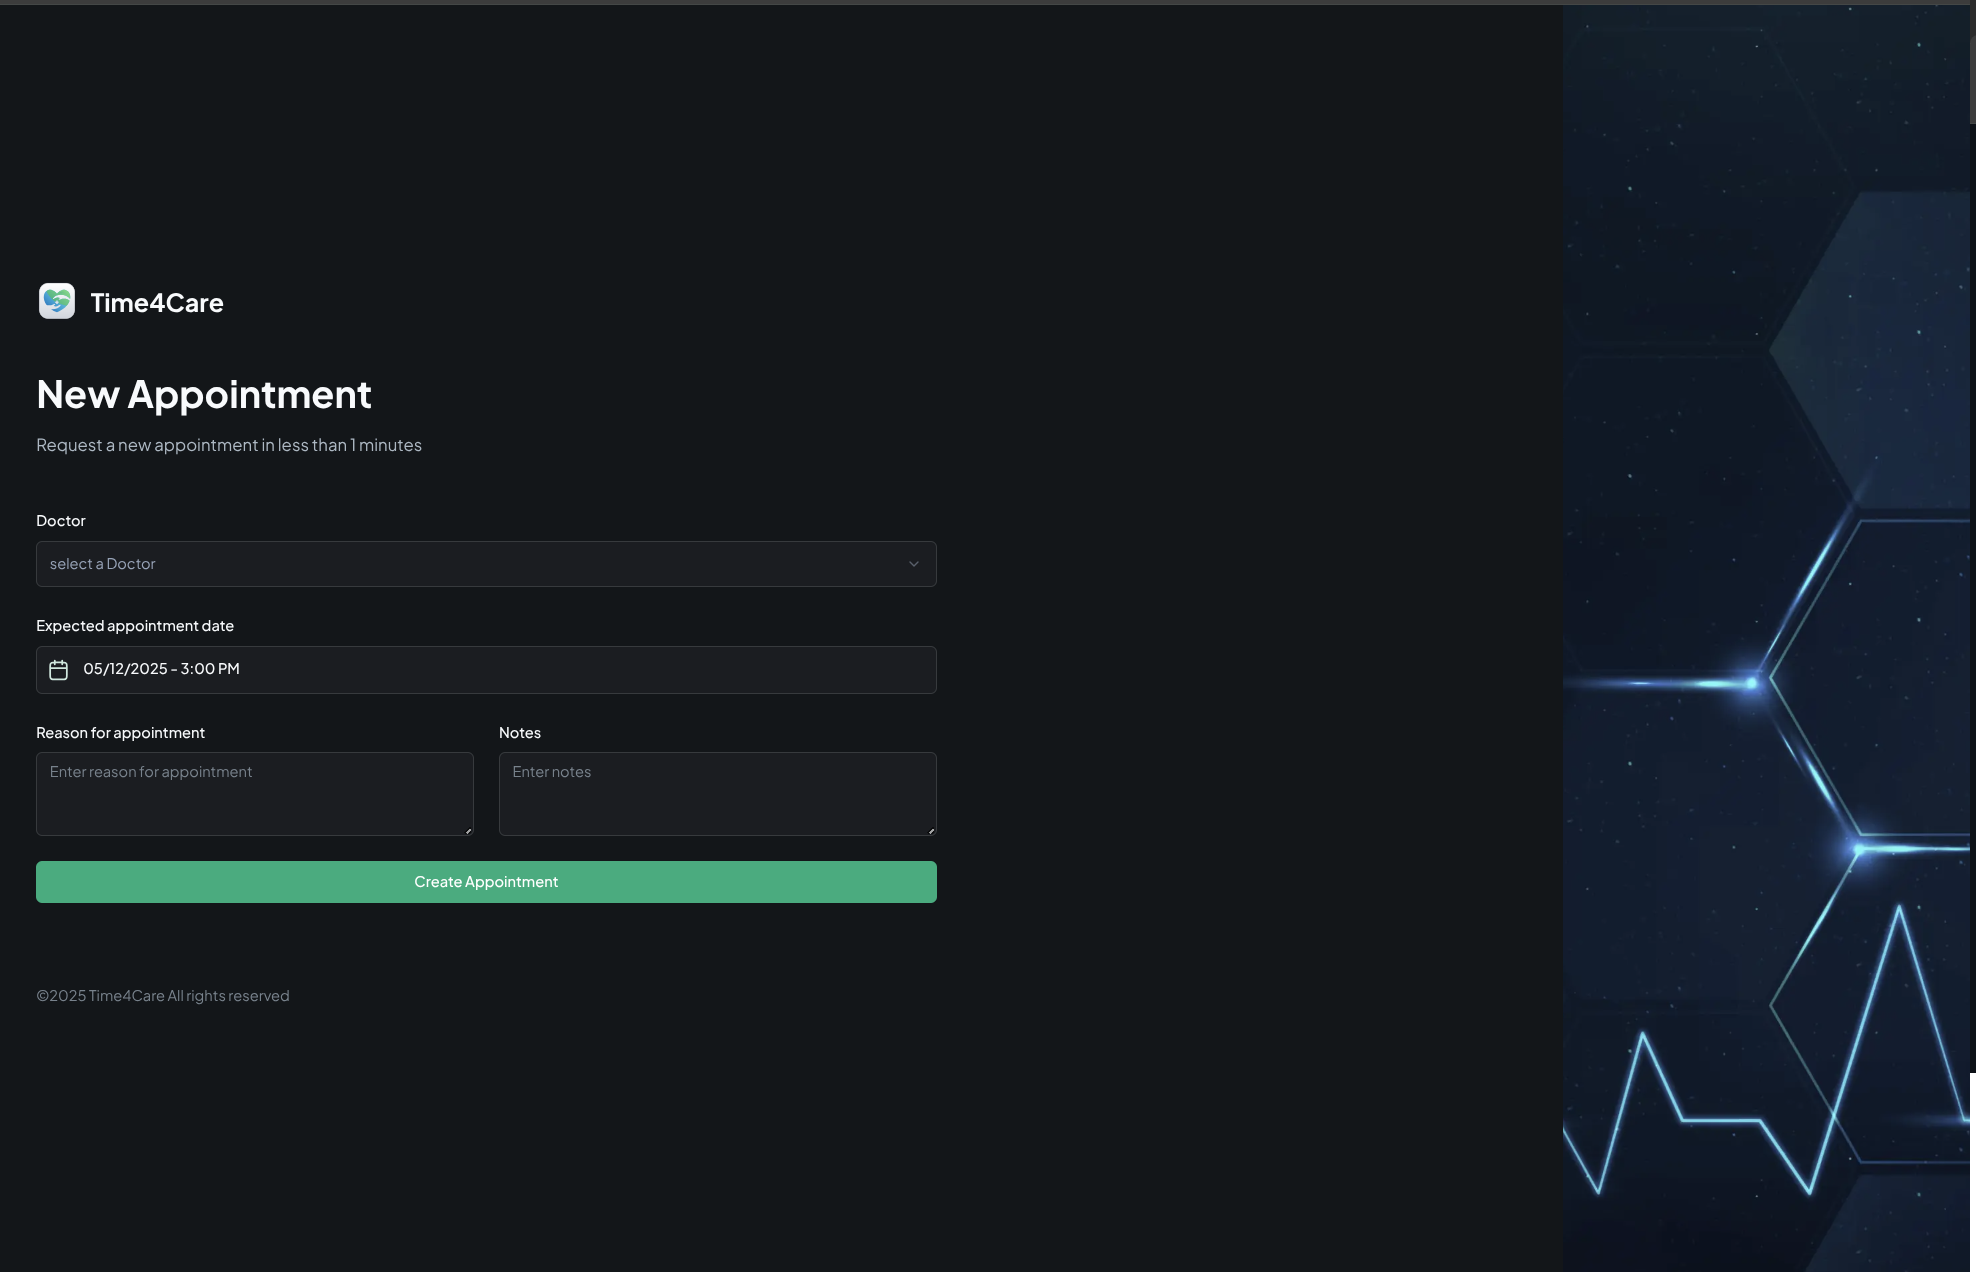 Time4Care
New Appointment
Request a new appointment in less than 1 minutes
Doctor
select a Doctor
Expected appointment date
05/12/2025 - 3:00 PM
Reason for appointment
Notes
Enter reason for appointment
Enter notes
Create Appointment
©2025 Time4Care All rights reserved